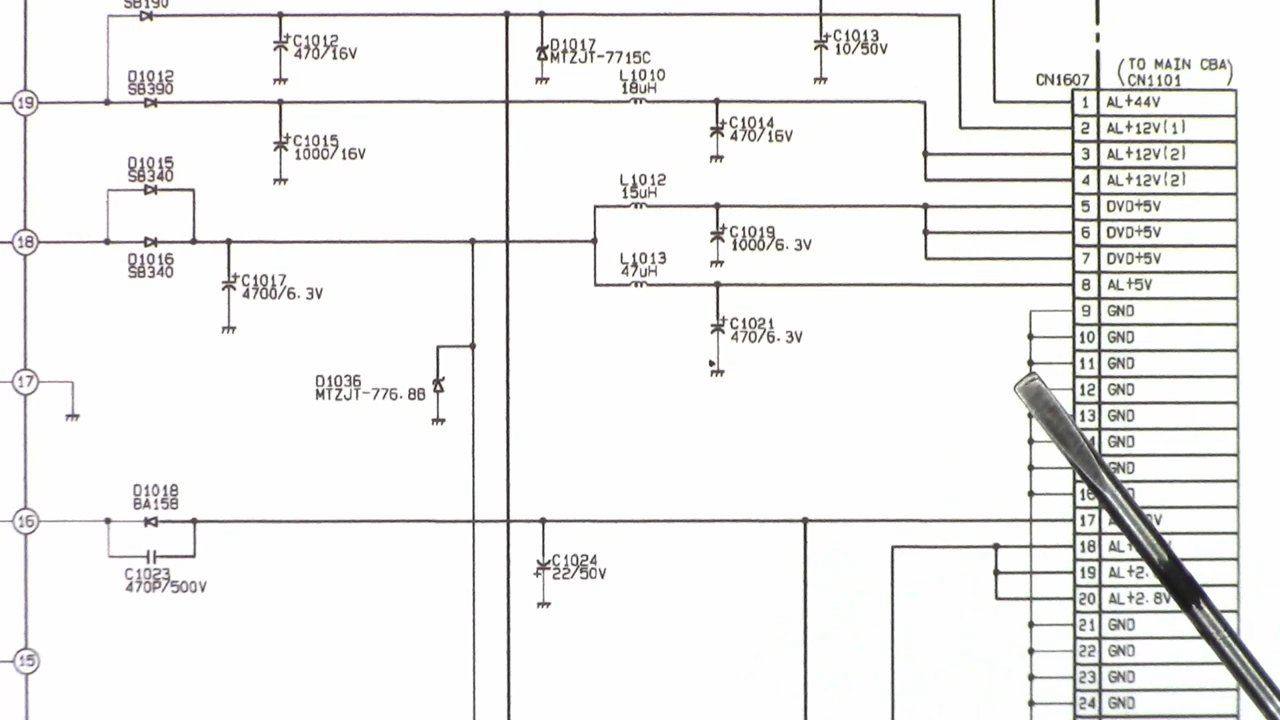 SB190
C1012
470/16V
D1017
MTZJT-7715C
C1013
10/50V
(TO MAIN CBA)
CN1607
CN1101
19
D1012
SB390
L1010
18uH
C1015
1000/16V
C1014
470/16V
1 AL+44V
2 AL+12V(1)
3 AL+12V(2)
4 AL+12V(2)
5 DVD+5V
6 DVD+5V
7 DVD+5V
8 AL+5V
9 GND
10 GND
11 GND
12 GND
13 GND
GND
GND
16
17
18
19 AL+2.
20 AL+2.8V
21 GND
22 GND
23 GND
24 GND
D1015
SB340
18
D1016
SB340
L1012
15uH
C1019
1000/6.3V
L1013
47uH
C1017
4700/6.3V
C1021
470/6.3V
17
D1036
MTZJT-776.8B
16
D1018
BA158
C1023
470P/500V
C1024
22/50V
15